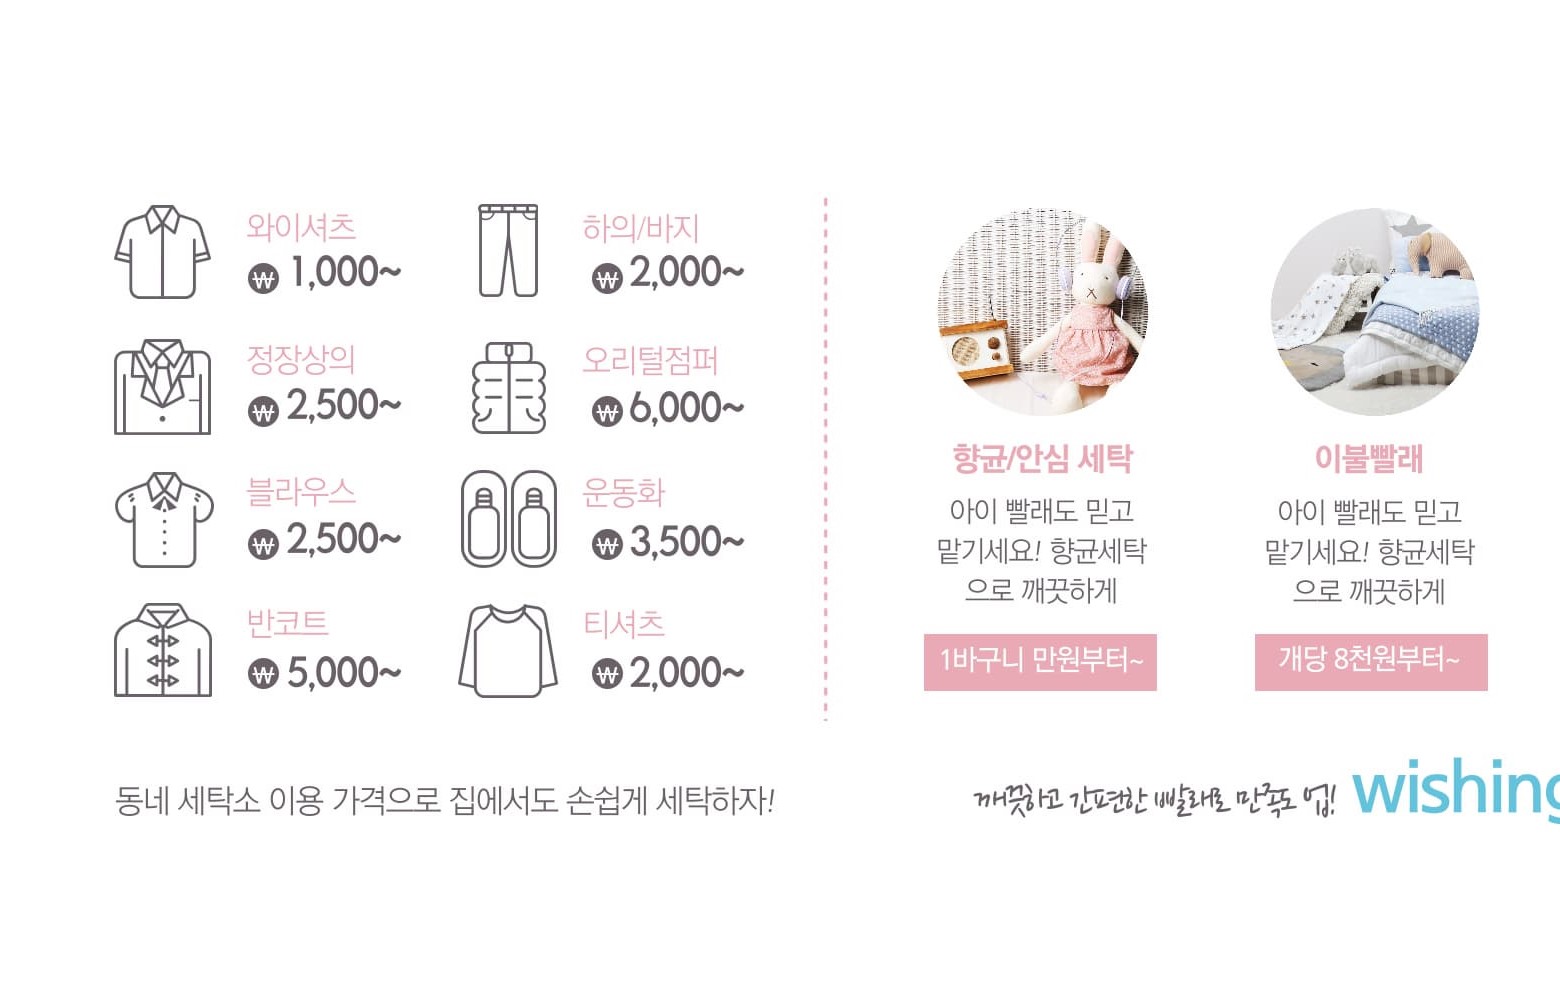 와이셔츠
₩ 1,000~
하의/바지
₩ 2,000~
정장상의
₩ 2,500~
오리털점퍼
₩ 6,000~
블라우스
₩ 2,500~
운동화
₩ 3,500~
반코트
₩ 5,000~
티셔츠
₩ 2,000~
동네 세탁소 이용 가격으로 집에서도 손쉽게 세탁하자!
향균/안심 세탁
아이 빨래도 믿고
맡기세요! 향균세탁
으로 깨끗하게
1바구니 만원부터~
이불빨래
아이 빨래도 믿고
맡기세요! 향균세탁
으로 깨끗하게
개당 8천원부터~
깨끗하고 간편한 빨래로 만족도 업! wishing